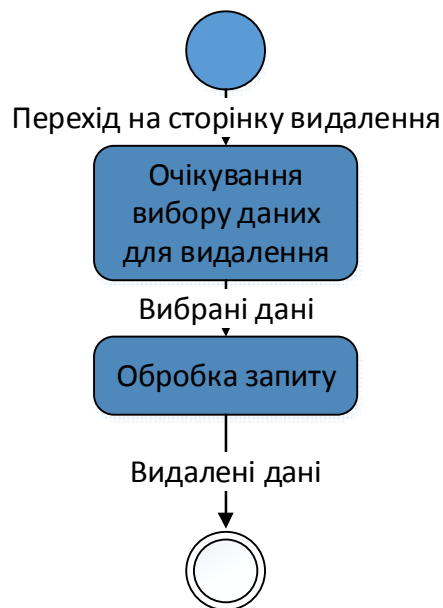 Перехід на сторінку видалення
Очікування
вибору даних
для видалення
Вибрані дані
Обробка запиту
Видалені дані